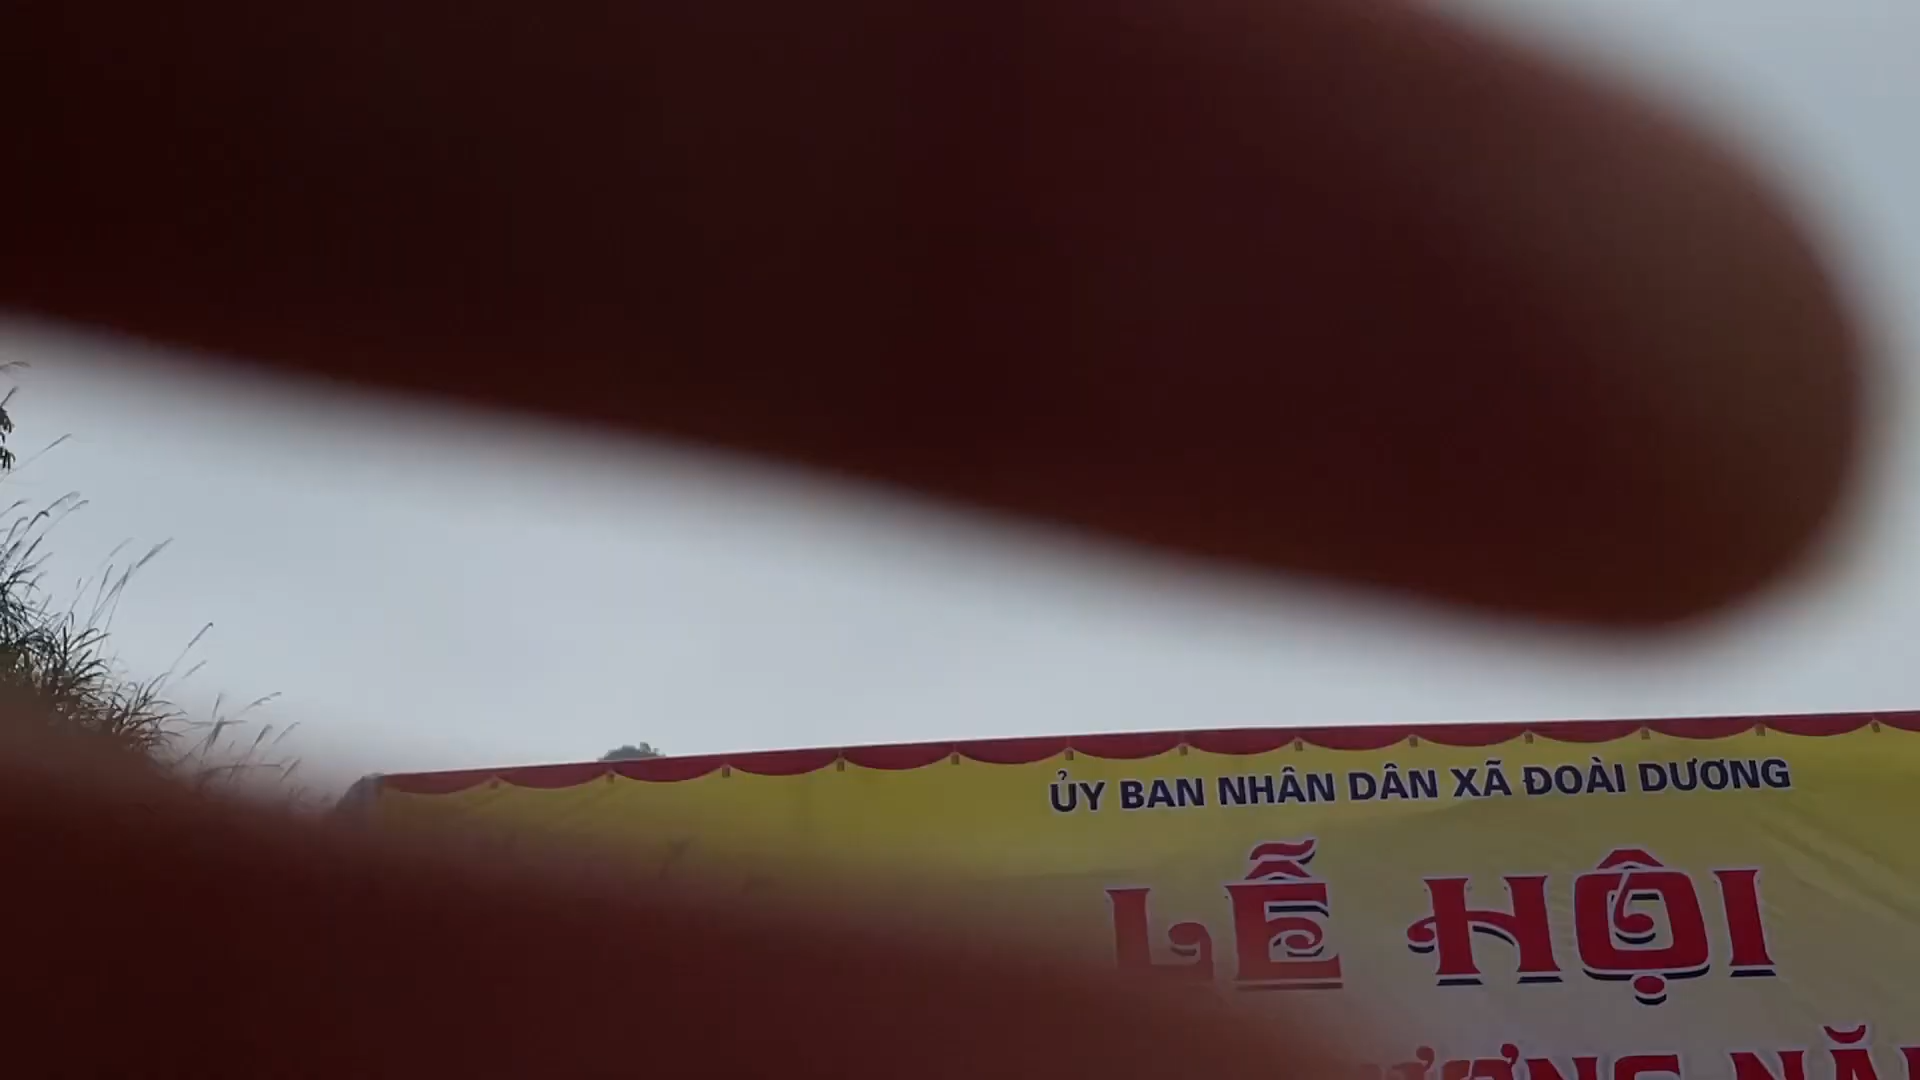 ỦY BAN NHÂN DÂN XÃ ĐOÀI DƯƠNG
LỄ HỘI